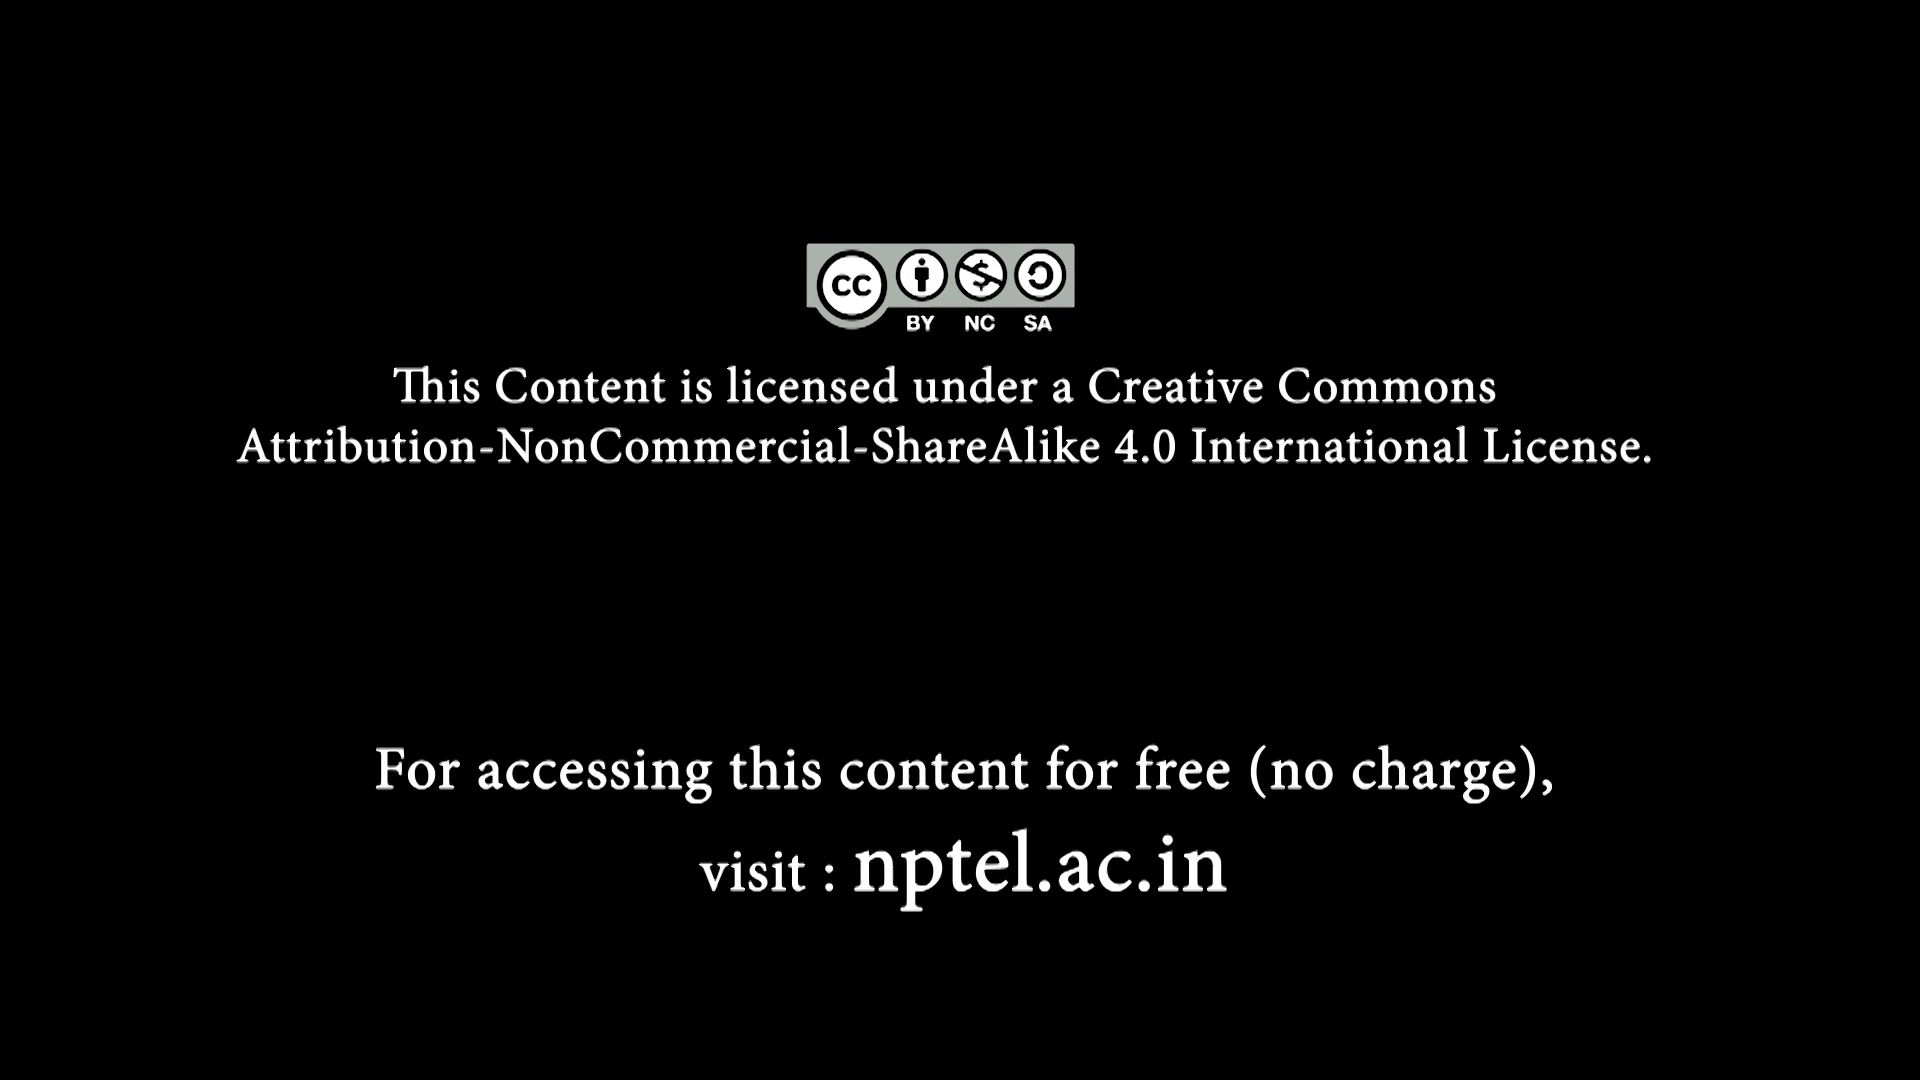 cc
BY NC SA
This Content is licensed under a Creative Commons
Attribution-NonCommercial-ShareAlike 4.0 International License.
For accessing this content for free (no charge),
visit : nptel.ac.in